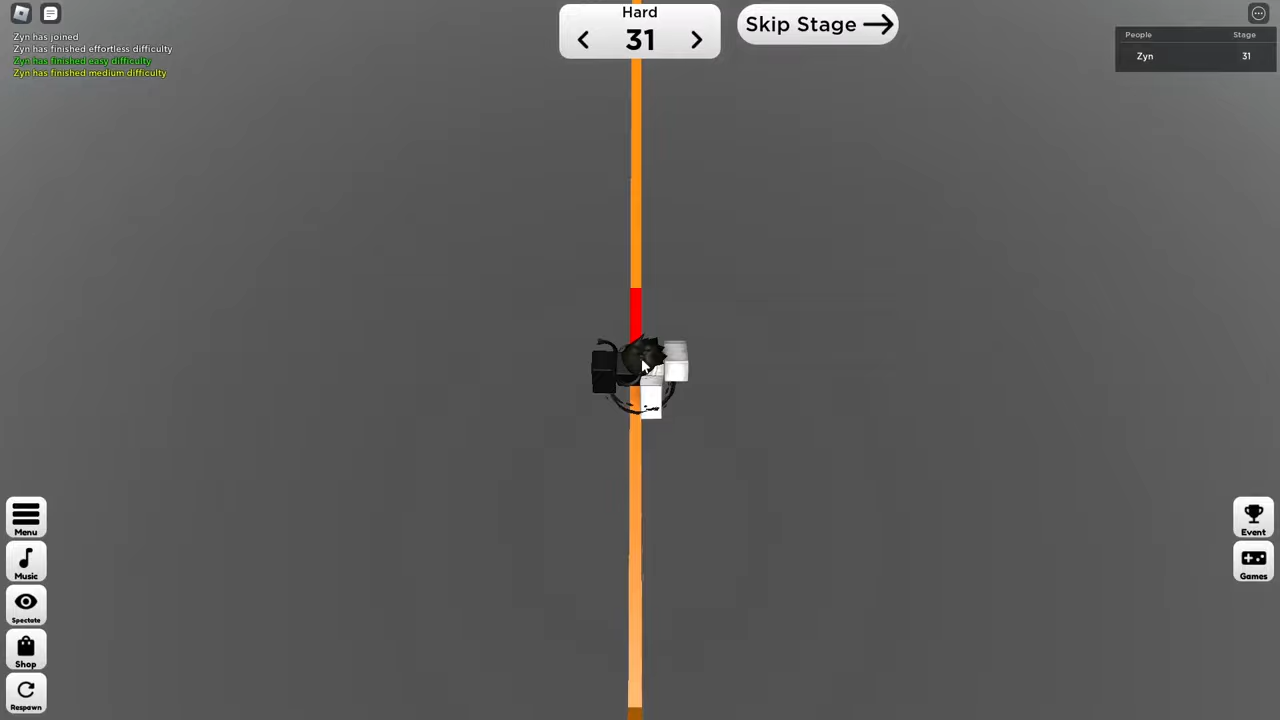 Zyn has joined
Zyn has finished effortless difficulty
Zyn has finished easy difficulty
Zyn has finished medium difficulty
Hard
31
Skip Stage
People Stage
Zyn 31
Menu
Music
Spectate
Shop
Respawn
Event
Games